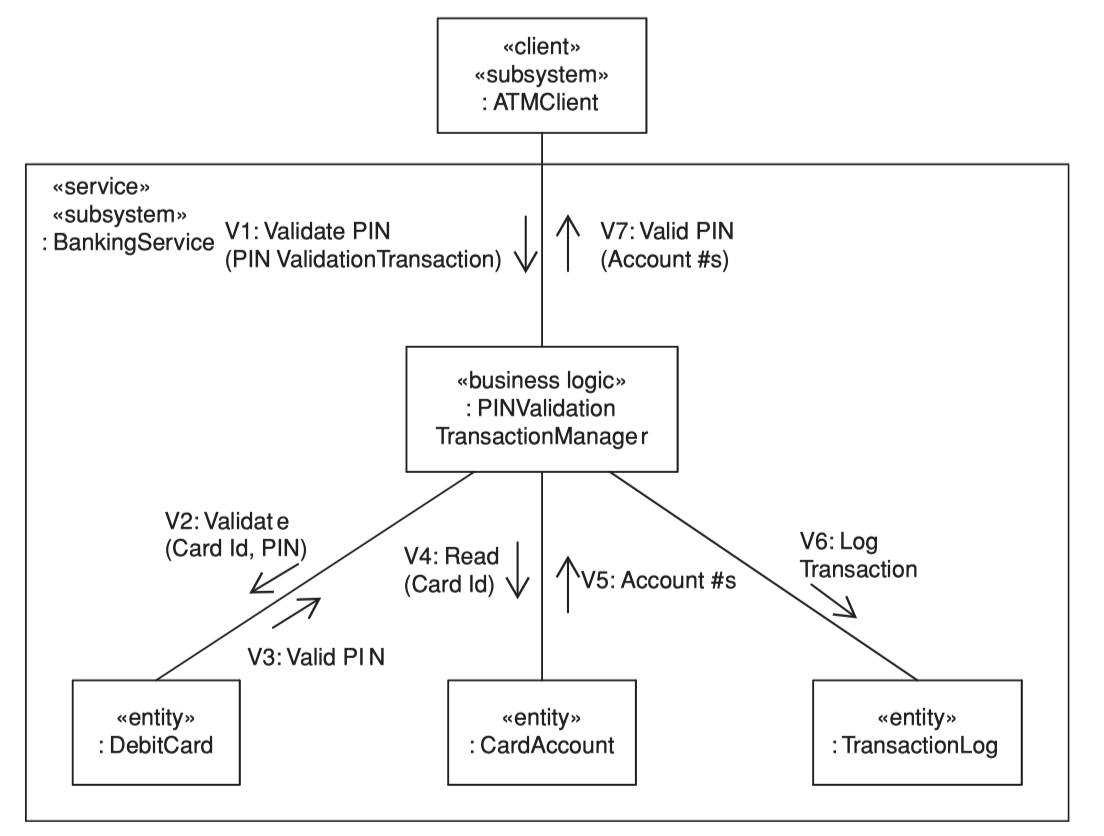 «client»
«subsystem»
: ATMClient
«service»
«subsystem»
: BankingService
V1: Validate PIN
(PIN ValidationTransaction)
V7: Valid PIN
(Account #s)
«business logic»
: PINValidation
TransactionManager
V2: Validate
(Card Id, PIN)
V3: Valid PIN
V4: Read
(Card Id)
V5: Account #s
V6: Log
Transaction
«entity»
: DebitCard
«entity»
: CardAccount
«entity»
: TransactionLog